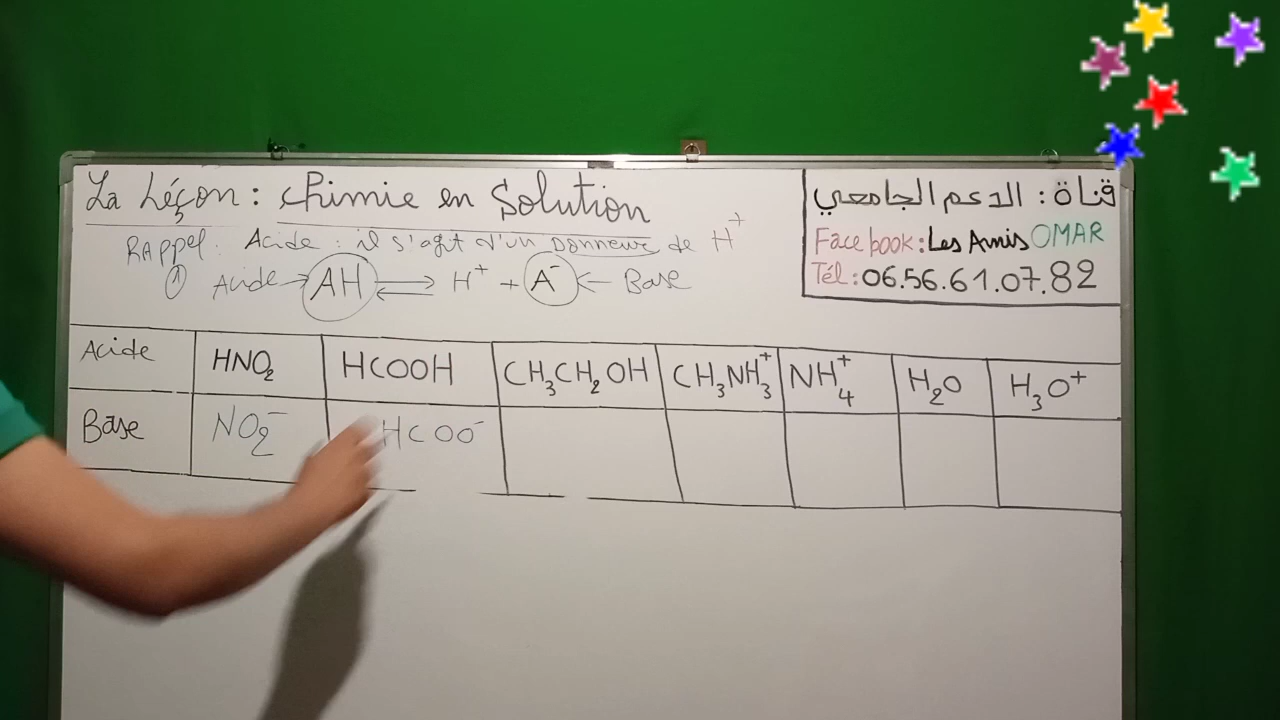 La Léçon : chimie en Solution
RAPPEL : Acide : il s'agit d'un Donneur de H⁺
① Acide → AH ⇌ H⁺ + A⁻ ← Base
قناة : الدعم الجامعي
Face book : Les Amis OMAR
Tél : 06.56.61.07.82
Acide HNO₂ HCOOH CH₃CH₂OH CH₃NH₃⁺ NH₄⁺ H₂O H₃O⁺
Base NO₂⁻ HCOO⁻